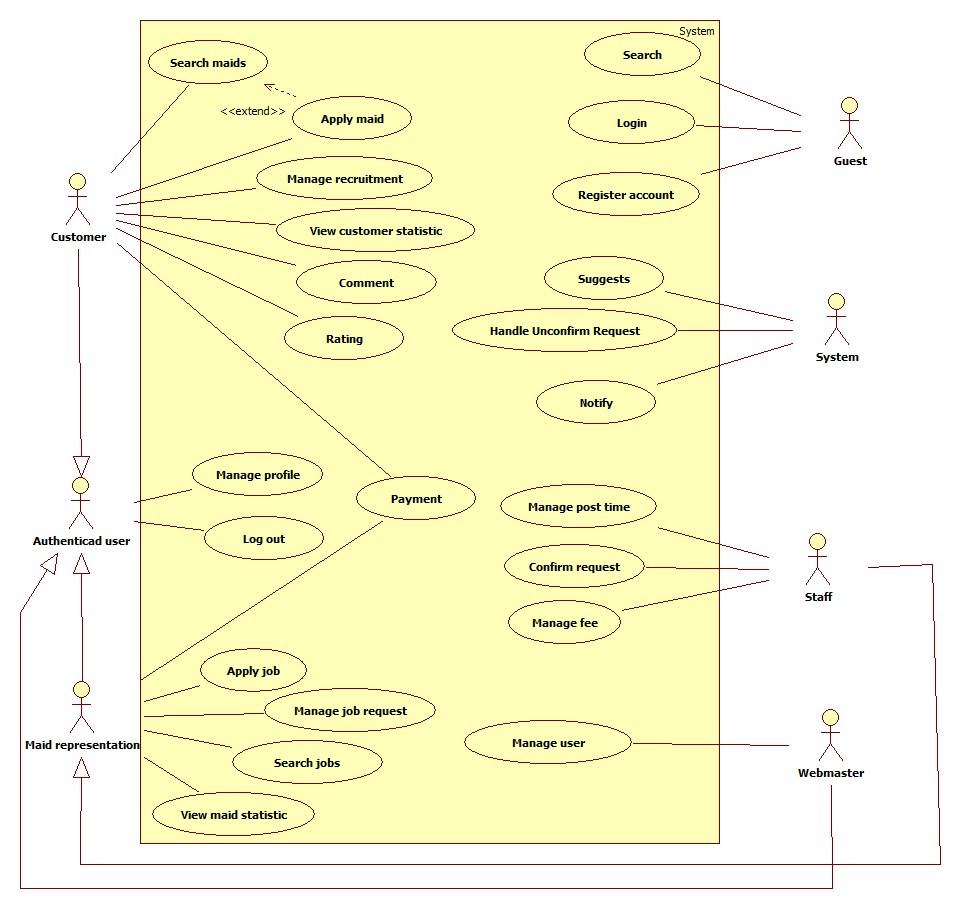 System
Search maids
Search
<<extend>>
Apply maid
Login
Guest
Manage recruitment
Register account
Customer
View customer statistic
Comment
Suggests
Rating
Handle Unconfirm Request
System
Notify
Manage profile
Payment
Manage post time
Authenticad user
Log out
Confirm request
Staff
Manage fee
Apply job
Manage job request
Maid representation
Search jobs
Manage user
Webmaster
View maid statistic